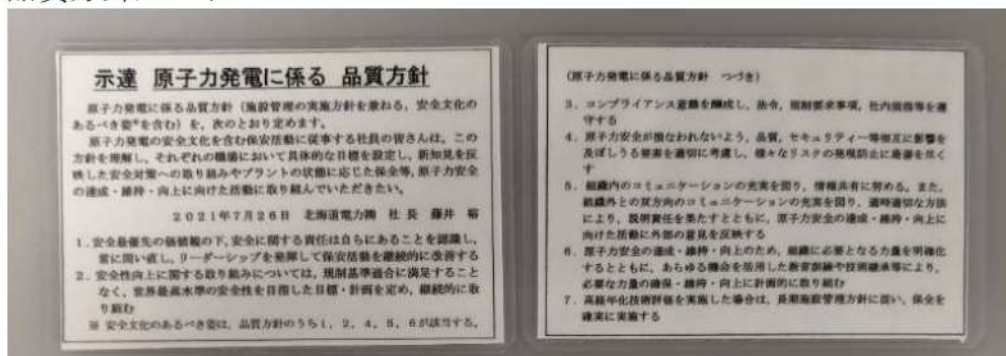 示達 原子力発電に係る 品質方針
原子力発電に係る品質方針（施設管理の実施方針を兼ねる，安全文化の
あるべき姿※を含む）を，次のとおり定めます。
原子力発電の安全文化を含む保安活動に従事する社員の皆さんは，この
方針を理解し，それぞれの職場において具体的な目標を設定し，新知見を反
映した安全対策への取り組みやプラントの状態に応じた保全等，原子力安全
の達成・維持・向上に向けた活動に取り組んでいただきたい。
２０２１年７月２６日 北海道電力㈱ 社 長 藤井 裕
１．安全最優先の価値観の下，安全に関する責任は自らにあることを認識し，
常に問い直し，リーダーシップを発揮して保安活動を継続的に改善する
２．安全性向上に関する取り組みについては，規制基準適合に満足すること
なく，世界最高水準の安全性を目指した目標・計画を定め，継続的に取
り組む
※ 安全文化のあるべき姿は，品質方針のうち１，２，４，５，６が該当する。
（原子力発電に係る品質方針 つづき）
３．コンプライアンス意識を醸成し，法令，規制要求事項，社内規程等を遵
守する
４．原子力安全が損なわれないよう，品質，セキュリティー等相互に影響を
及ぼしうる要素を適切に考慮し，様々なリスクの発現防止に最善を尽く
す
５．組織内のコミュニケーションの充実を図り，情報共有に努める。また，
組織外との双方向のコミュニケーションの充実を図り，適時適切な方法
により，説明責任を果たすとともに，原子力安全の達成・維持・向上に
向けた活動に外部の意見を反映する
６．原子力安全の達成・維持・向上のため，組織に必要となる力量を明確化
するとともに，あらゆる機会を活用した教育訓練や技術継承等により，
必要な力量の確保・維持・向上に計画的に取り組む
７．高経年化技術評価を実施した場合は，長期施設管理方針に従い，保全を
確実に実施する